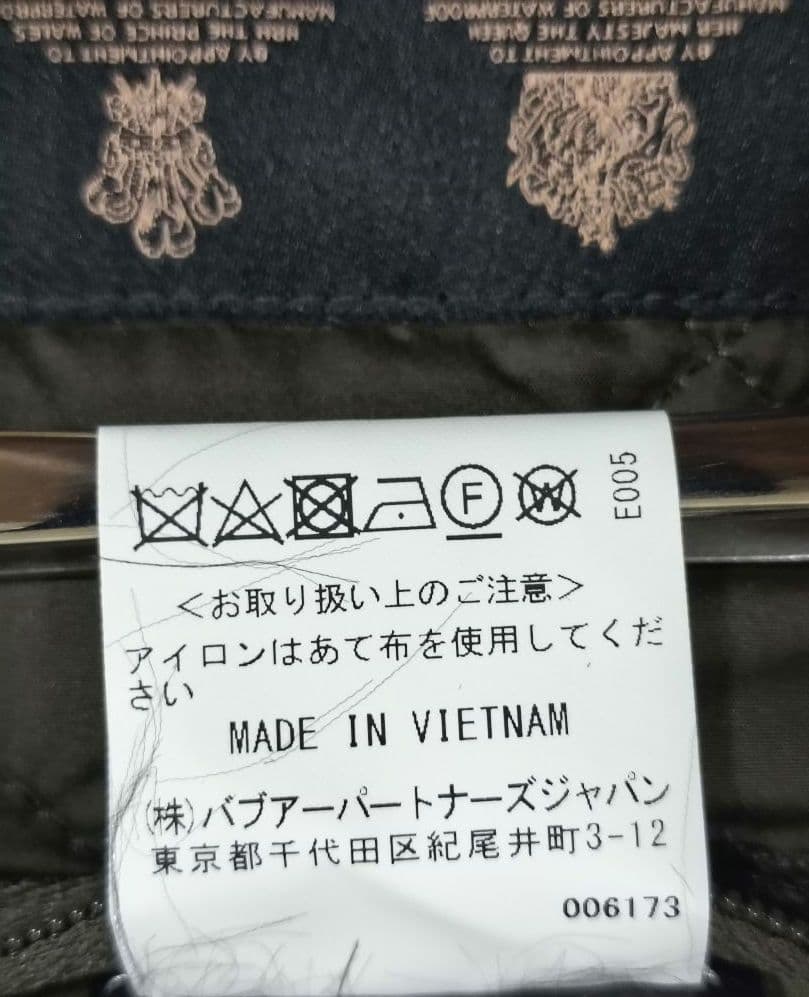 MANUFACTURERS OF WATERPROOF
HER MAJESTY THE QUEEN
BY APPOINTMENT TO
MANUFACTURERS OF WATERPROOF
HRH THE PRINCE OF WALES
BY APPOINTMENT TO
F
W
E005
<お取り扱い上のご注意>
アイロンはあて布を使用してくだ
さい
MADE IN VIETNAM
(株)バブアーパートナーズジャパン
東京都千代田区紀尾井町3-12
006173